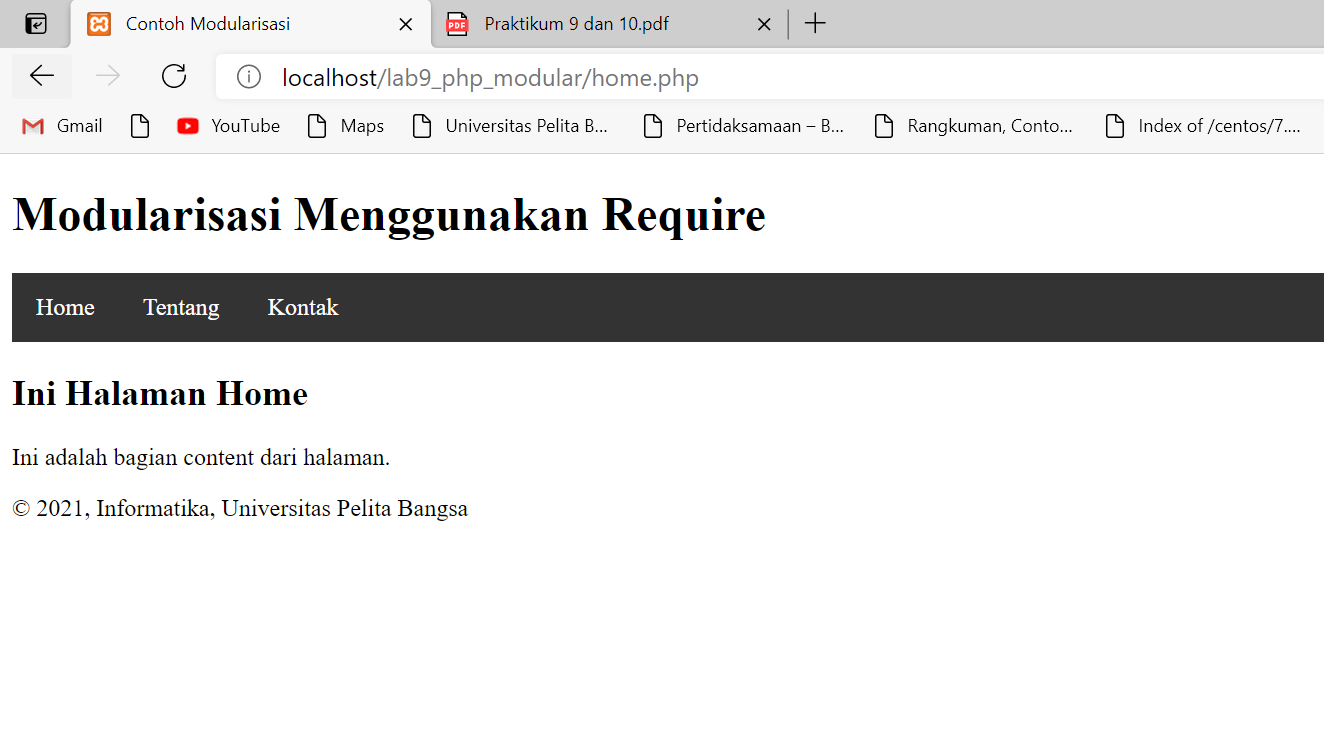 Contoh Modularisasi
PDF Praktikum 9 dan 10.pdf
localhost/lab9_php_modular/home.php
Gmail YouTube Maps Universitas Pelita B... Pertidaksamaan – B... Rangkuman, Conto... Index of /centos/7....
Modularisasi Menggunakan Require
Home Tentang Kontak
Ini Halaman Home
Ini adalah bagian content dari halaman.
© 2021, Informatika, Universitas Pelita Bangsa